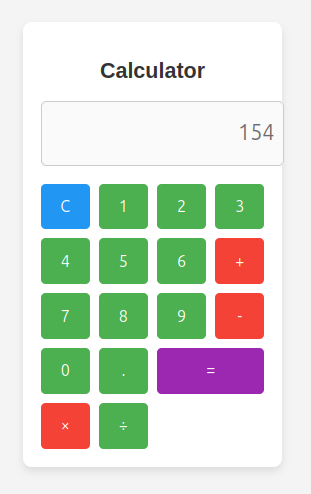 Calculator
154
C 1 2 3
4 5 6 +
7 8 9 -
0 . =
× ÷